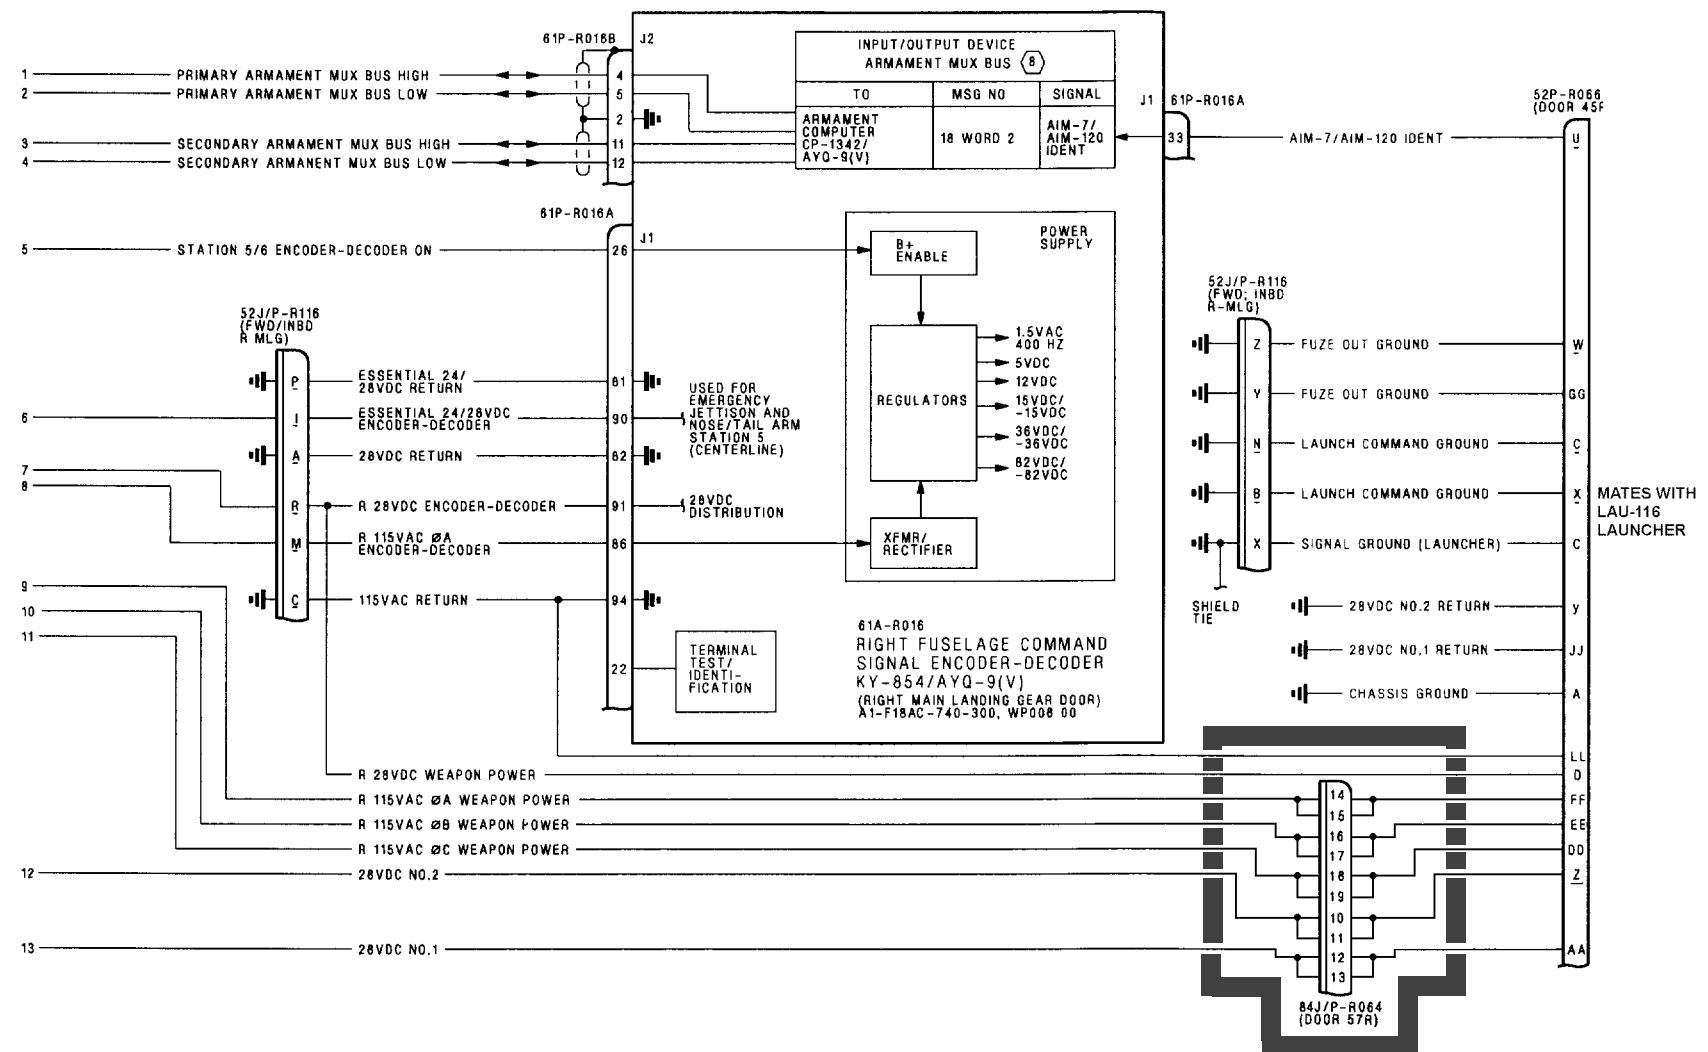 61P-R016B
J2
1 PRIMARY ARMAMENT MUX BUS HIGH 4
2 PRIMARY ARMAMENT MUX BUS LOW 5
2
3 SECONDARY ARMAMENT MUX BUS HIGH 11
4 SECONDARY ARMANENT MUX BUS LOW 12
INPUT/OUTPUT DEVICE
ARMAMENT MUX BUS 8
TO MSG NO SIGNAL
ARMAMENT
COMPUTER
CP-1342/
AYQ-9(V)
18 WORD 2
AIM-7/
AIM-120
IDENT
J1 61P-R016A
33 AIM-7/AIM-120 IDENT U
52P-R066
(DOOR 45F
61P-R016A
J1
5 STATION 5/6 ENCODER-DECODER ON 26
B+
ENABLE
POWER
SUPPLY
REGULATORS
1.5VAC
400 HZ
5VDC
12VDC
15VDC/
-15VDC
36VDC/
-36VDC
82VDC/
-82VDC
XFMR/
RECTIFIER
52J/P-R116
(FWD/INBD
R MLG)
P ESSENTIAL 24/
28VDC RETURN 81
6 I ESSENTIAL 24/28VDC
ENCODER-DECODER 90
USED FOR
EMERGENCY
JETTISON AND
NOSE/TAIL ARM
STATION 5
(CENTERLINE)
A 28VDC RETURN 82
7
8
R R 28VDC ENCODER-DECODER 91
28VDC
DISTRIBUTION
M R 115VAC ØA
ENCODER-DECODER 86
C 115VAC RETURN 94
9
10
11
22
TERMINAL
TEST/
IDENTI-
FICATION
61A-R016
RIGHT FUSELAGE COMMAND
SIGNAL ENCODER-DECODER
KY-854/AYQ-9(V)
(RIGHT MAIN LANDING GEAR DOOR)
A1-F18AC-740-300, WP008 00
52J/P-R116
(FWD; INBD
R-MLG)
Z FUZE OUT GROUND W
Y FUZE OUT GROUND GG
N LAUNCH COMMAND GROUND C
B LAUNCH COMMAND GROUND X
X SIGNAL GROUND (LAUNCHER) C
MATES WITH
LAU-116
LAUNCHER
SHIELD
TIE
28VDC NO.2 RETURN y
28VDC NO.1 RETURN JJ
CHASSIS GROUND A
LL
R 28VDC WEAPON POWER D
R 115VAC ØA WEAPON POWER 14 FF
15
R 115VAC ØB WEAPON POWER 16 EE
17
R 115VAC ØC WEAPON POWER 18 DD
19
12 28VDC NO.2 10 Z
11
13 28VDC NO.1 12 AA
13
84J/P-R064
(DOOR 57R)